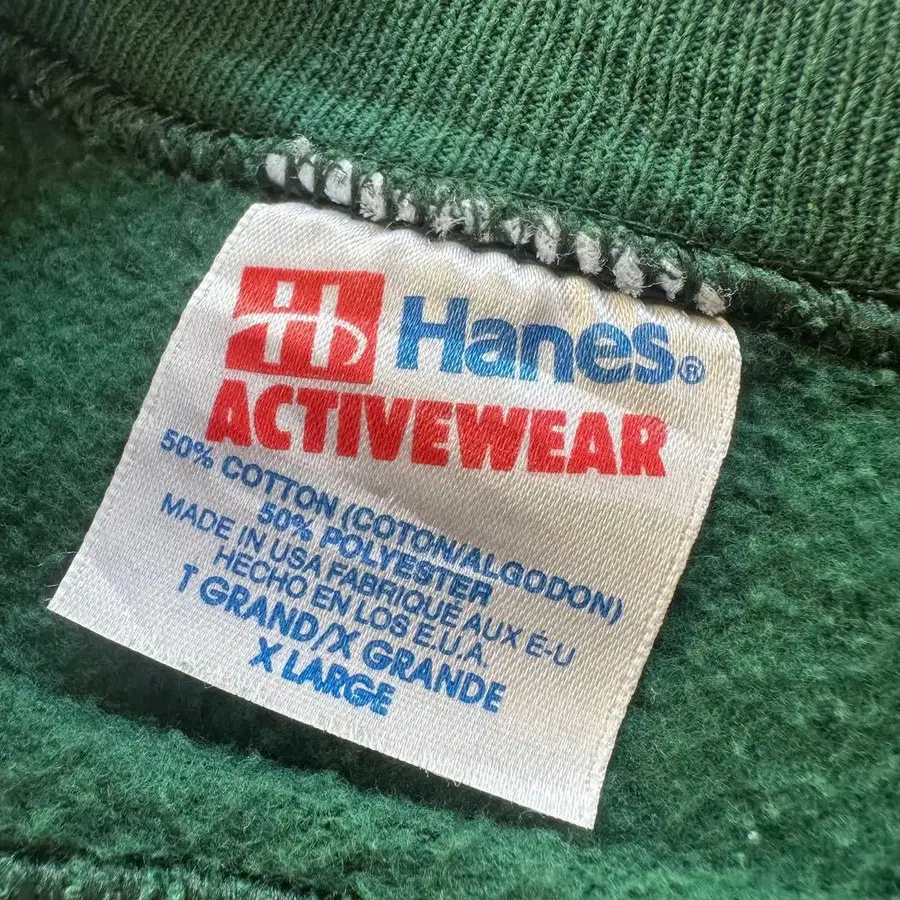 Hanes®
ACTIVEWEAR
50% COTTON (COTON/ALGODON)
50% POLYESTER
MADE IN USA FABRIQUÉ AUX É-U
HECHO EN LOS E.U.A.
T GRAND/X GRANDE
X LARGE